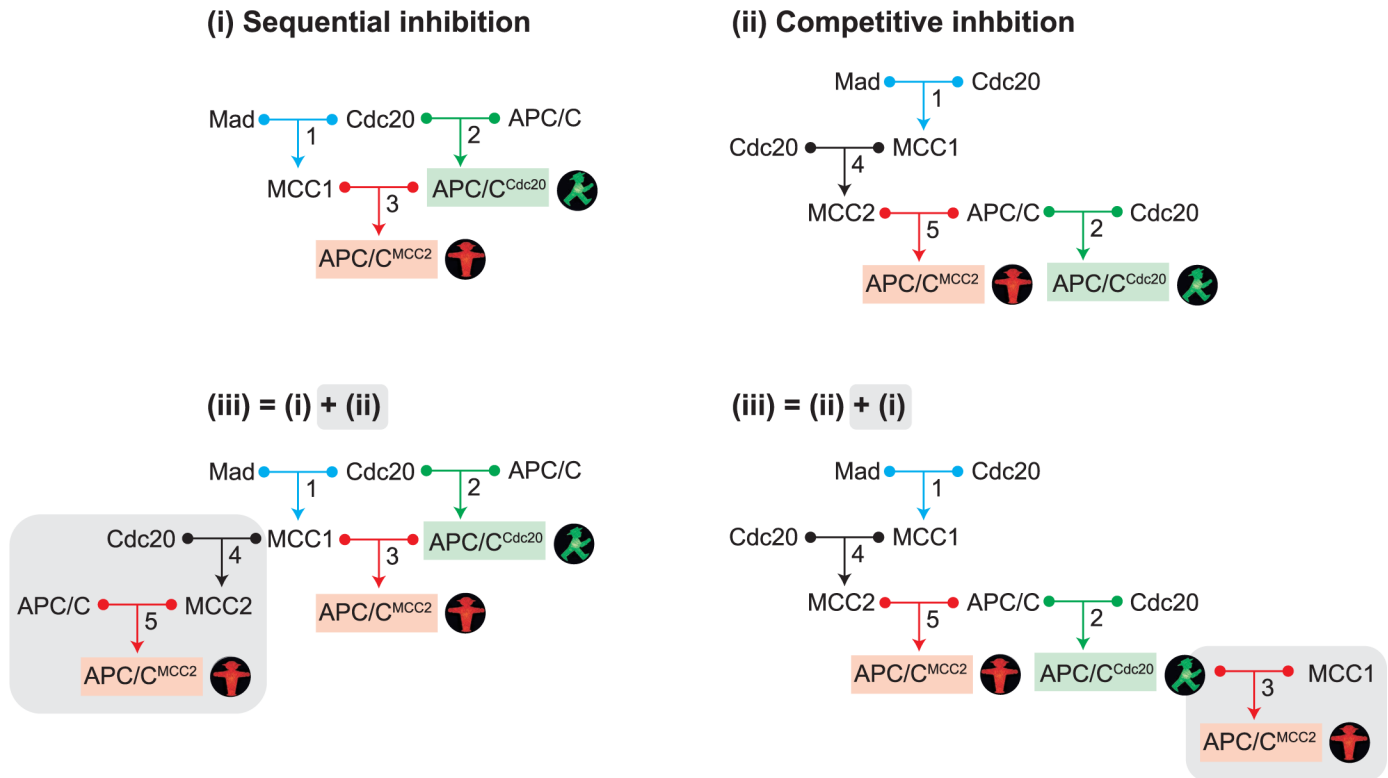 (i) Sequential inhibition
Mad Cdc20 APC/C
1 2
MCC1 APC/C^Cdc20
3
APC/C^MCC2
(ii) Competitive inhbition
Mad Cdc20
1
Cdc20 MCC1
4
MCC2 APC/C Cdc20
5 2
APC/C^MCC2 APC/C^Cdc20
(iii) = (i) + (ii)
Mad Cdc20 APC/C
1 2
Cdc20 MCC1 APC/C^Cdc20
4 3
APC/C MCC2 APC/C^MCC2
5
APC/C^MCC2
(iii) = (ii) + (i)
Mad Cdc20
1
Cdc20 MCC1
4
MCC2 APC/C Cdc20
5 2
APC/C^MCC2 APC/C^Cdc20 MCC1
3
APC/C^MCC2